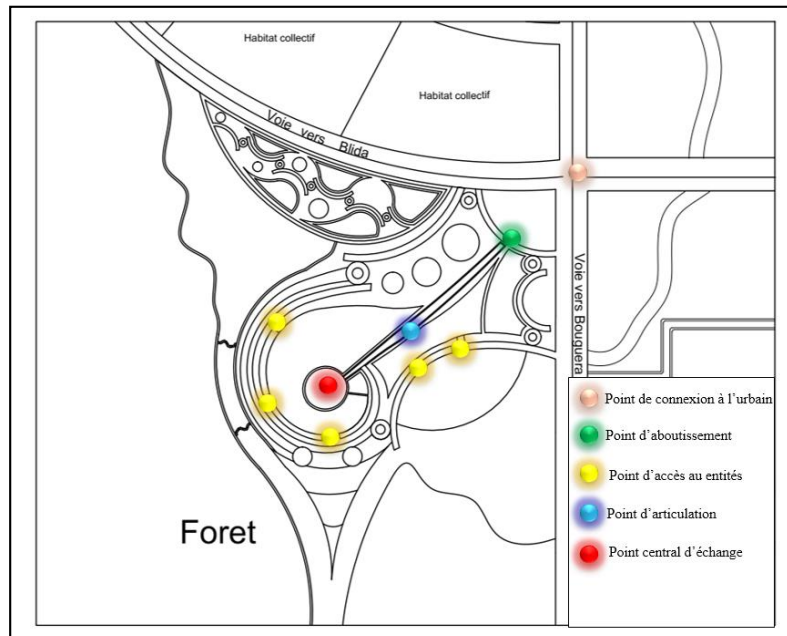 Habitat collectif
Habitat collectif
Voie vers Blida
Voie vers Bouguera
Foret
Point de connexion à l'urbain
Point d'aboutissement
Point d'accès au entités
Point d'articulation
Point central d'échange